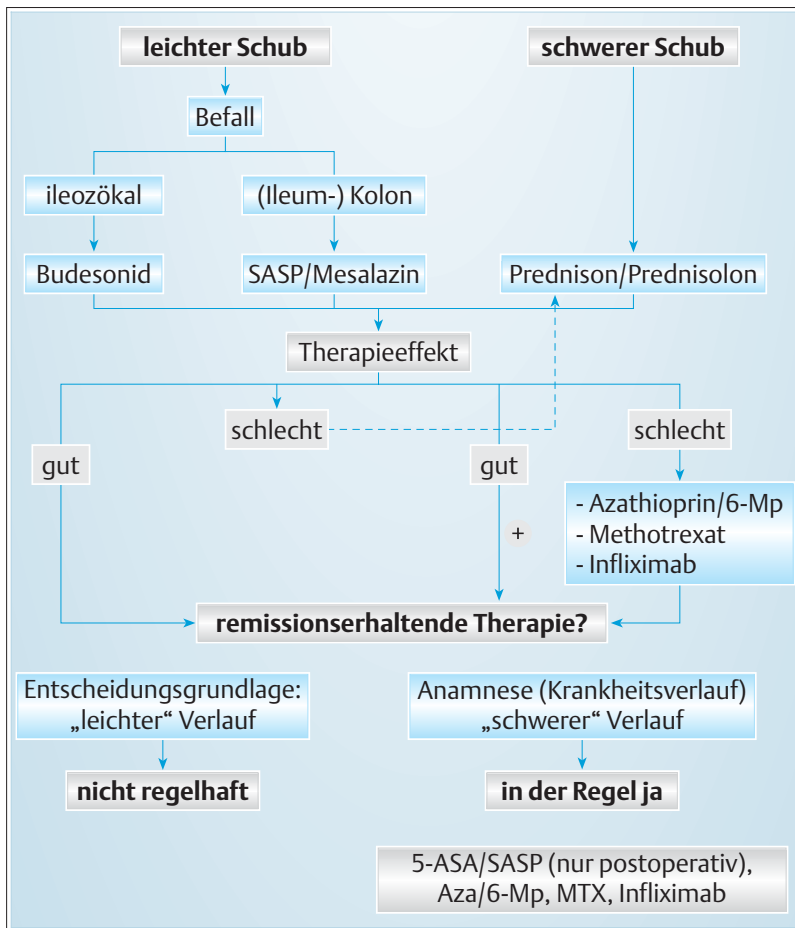 leichter Schub
schwerer Schub
Befall
ileozökal
(Ileum-) Kolon
Budesonid
SASP/Mesalazin
Prednison/Prednisolon
Therapieeffekt
gut
schlecht
gut
schlecht
+
- Azathioprin/6-Mp
- Methotrexat
- Infliximab
remissionserhaltende Therapie?
Entscheidungsgrundlage:
„leichter“ Verlauf
nicht regelhaft
Anamnese (Krankheitsverlauf)
„schwerer“ Verlauf
in der Regel ja
5-ASA/SASP (nur postoperativ),
Aza/6-Mp, MTX, Infliximab